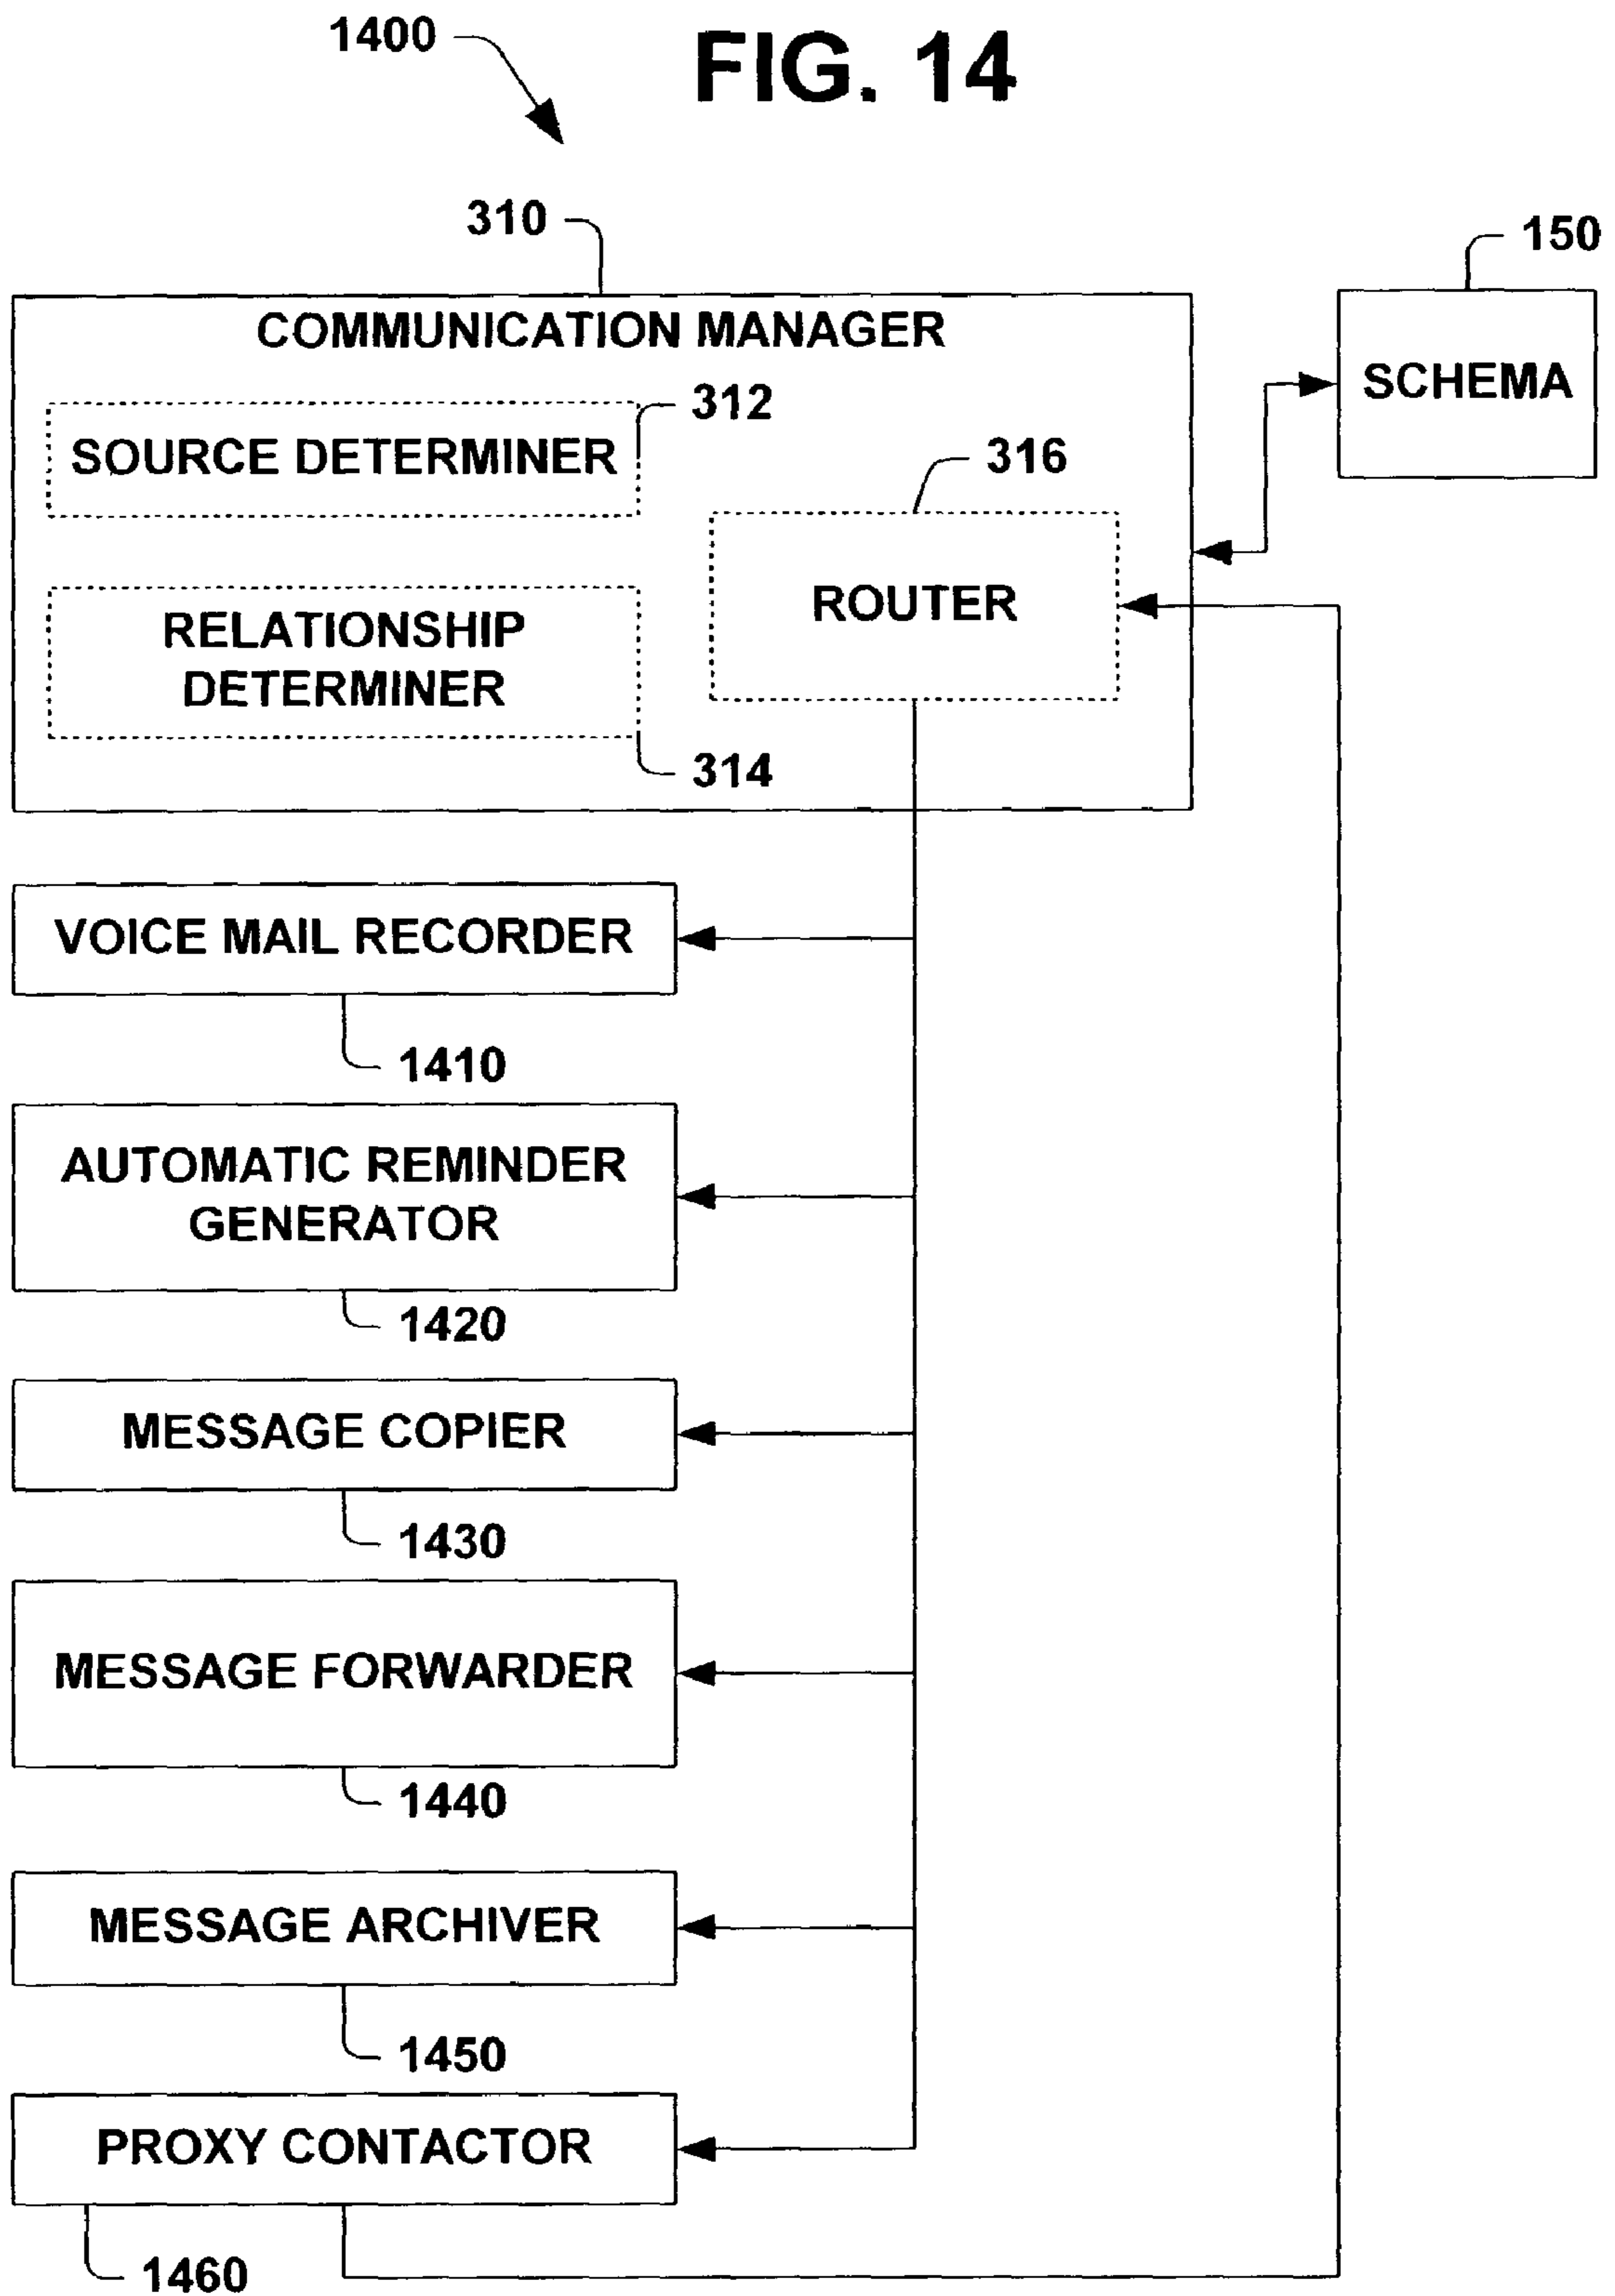 1400
FIG. 14
310
150
COMMUNICATION MANAGER
SCHEMA
312
SOURCE DETERMINER
316
ROUTER
RELATIONSHIP
DETERMINER
314
VOICE MAIL RECORDER
1410
AUTOMATIC REMINDER
GENERATOR
1420
MESSAGE COPIER
1430
MESSAGE FORWARDER
1440
MESSAGE ARCHIVER
1450
PROXY CONTACTOR
1460